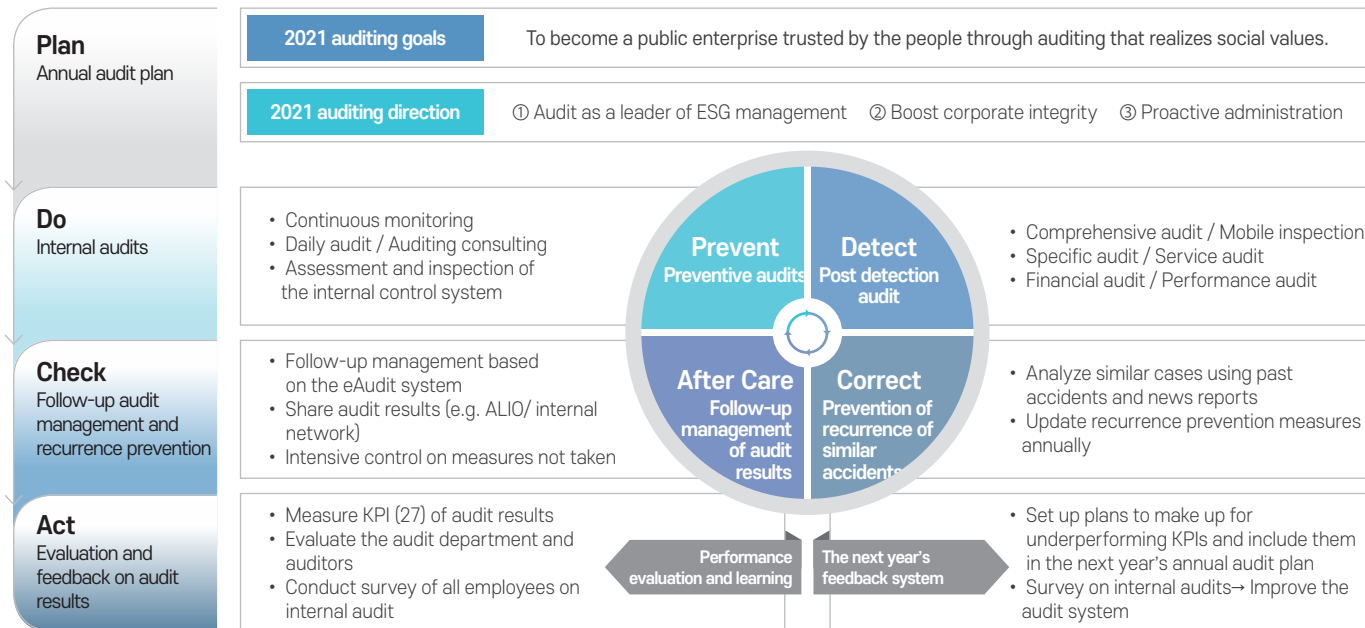 Plan
Annual audit plan
2021 auditing goals
To become a public enterprise trusted by the people through auditing that realizes social values.
2021 auditing direction
① Audit as a leader of ESG management ② Boost corporate integrity ③ Proactive administration
Do
Internal audits
• Continuous monitoring
• Daily audit / Auditing consulting
• Assessment and inspection of
the internal control system
Prevent
Preventive audits
Detect
Post detection
audit
• Comprehensive audit / Mobile inspection
• Specific audit / Service audit
• Financial audit / Performance audit
Check
Follow-up audit
management and
recurrence prevention
• Follow-up management based
on the eAudit system
• Share audit results (e.g. ALIO/ internal
network)
• Intensive control on measures not taken
After Care
Follow-up
management
of audit
results
Correct
Prevention of
recurrence of
similar
accidents
• Analyze similar cases using past
accidents and news reports
• Update recurrence prevention measures
annually
Act
Evaluation and
feedback on audit
results
• Measure KPI (27) of audit results
• Evaluate the audit department and
auditors
• Conduct survey of all employees on
internal audit
Performance
evaluation and learning
The next year's
feedback system
• Set up plans to make up for
underperforming KPIs and include them
in the next year's annual audit plan
• Survey on internal audits→ Improve the
audit system